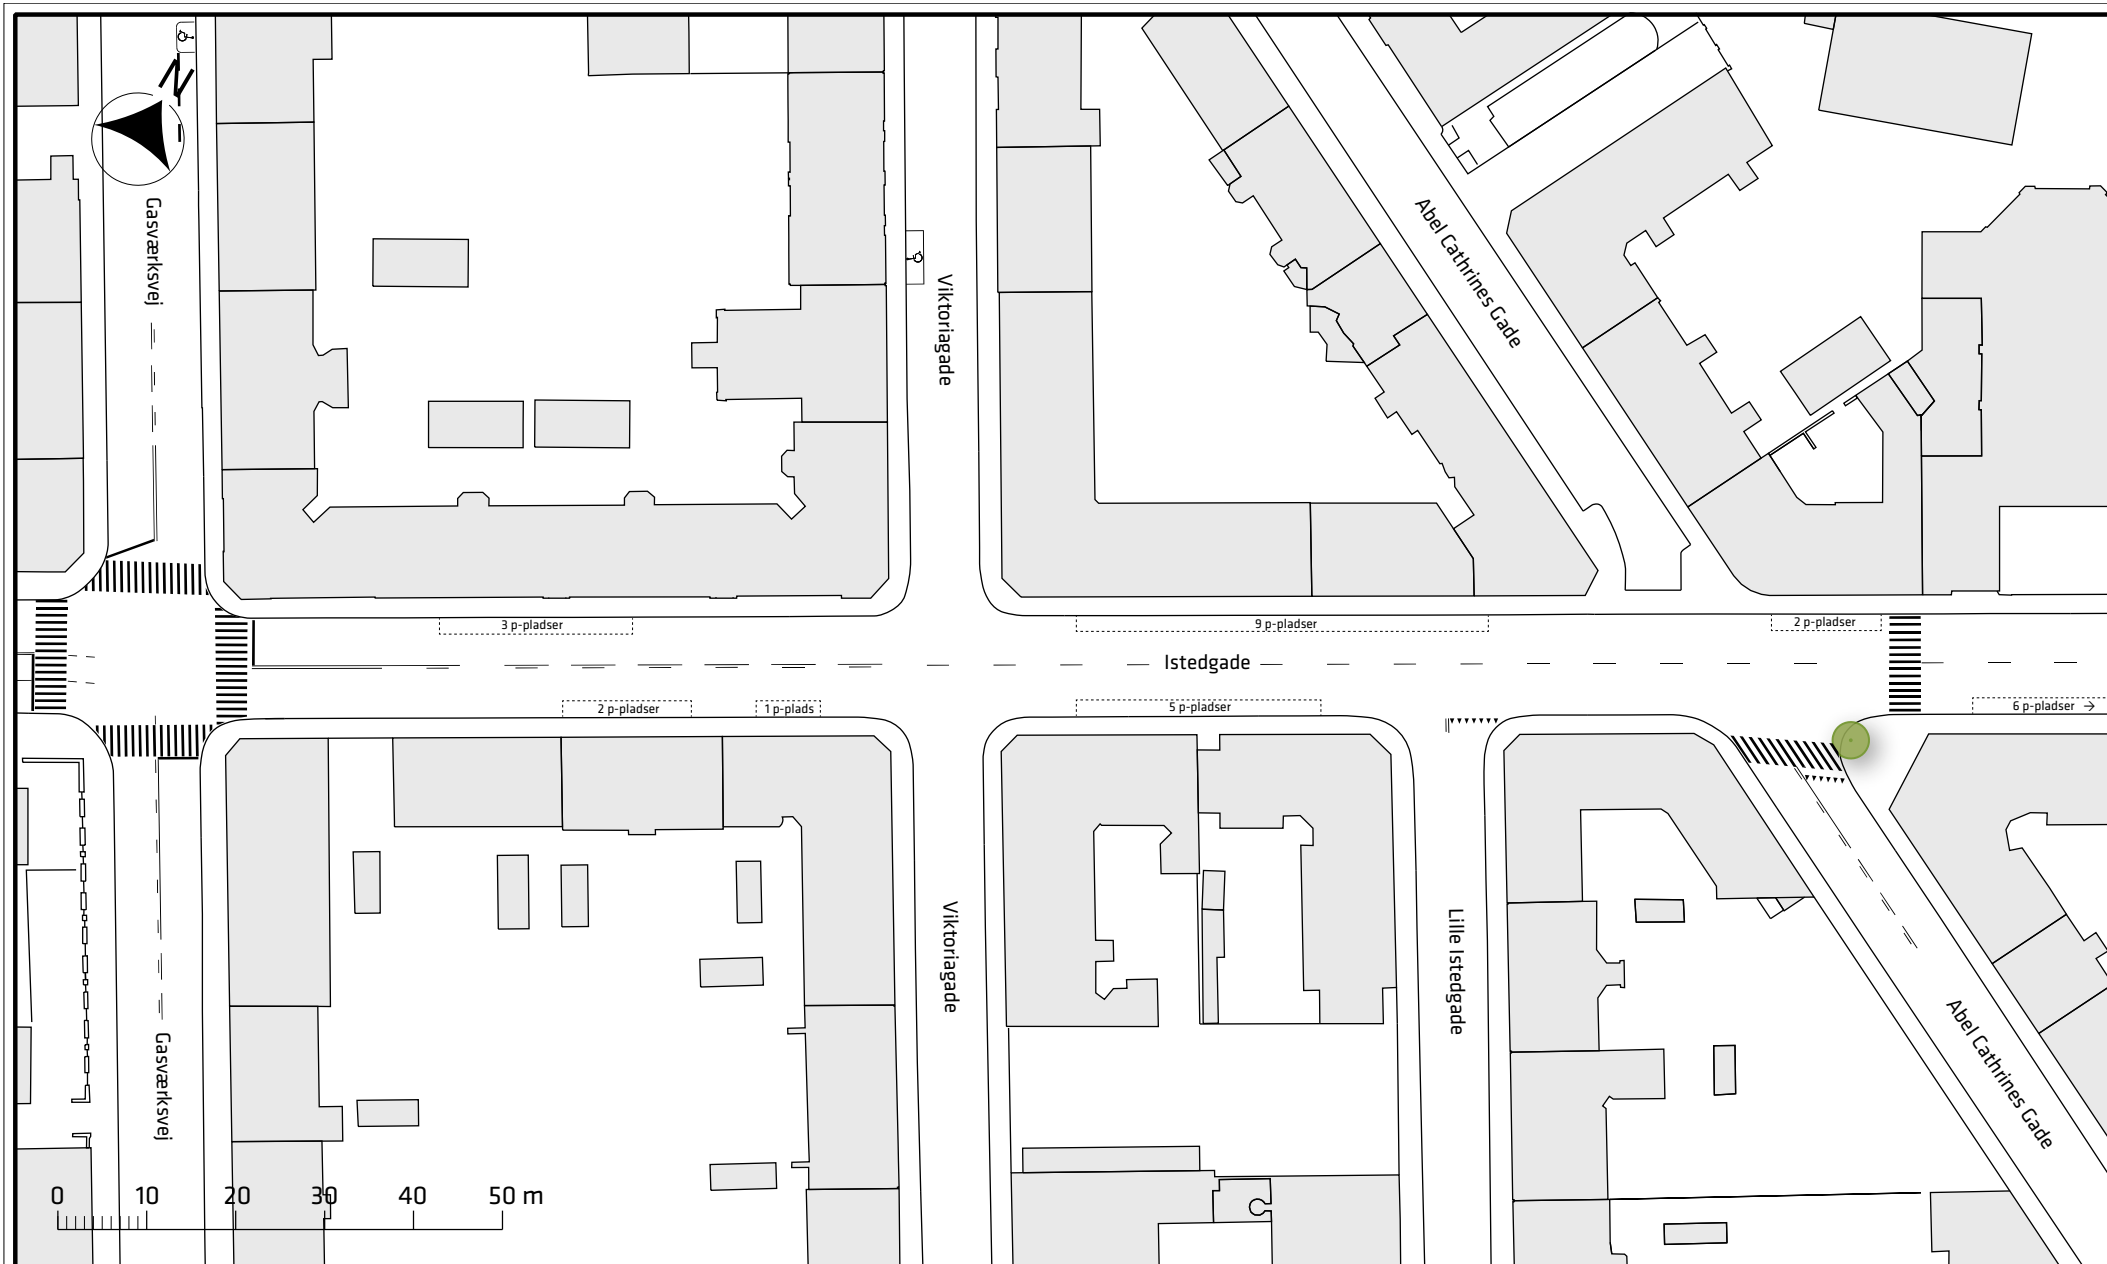 N
Gasværksvej
Viktoriagade
Abel Cathrines Gade
3 p-pladser
9 p-pladser
2 p-pladser
Istedgade
2 p-pladser
1 p-plads
5 p-pladser
6 p-pladser →
Viktoriagade
Lille Istedgade
Abel Cathrines Gade
Gasværksvej
0 10 20 30 40 50 m